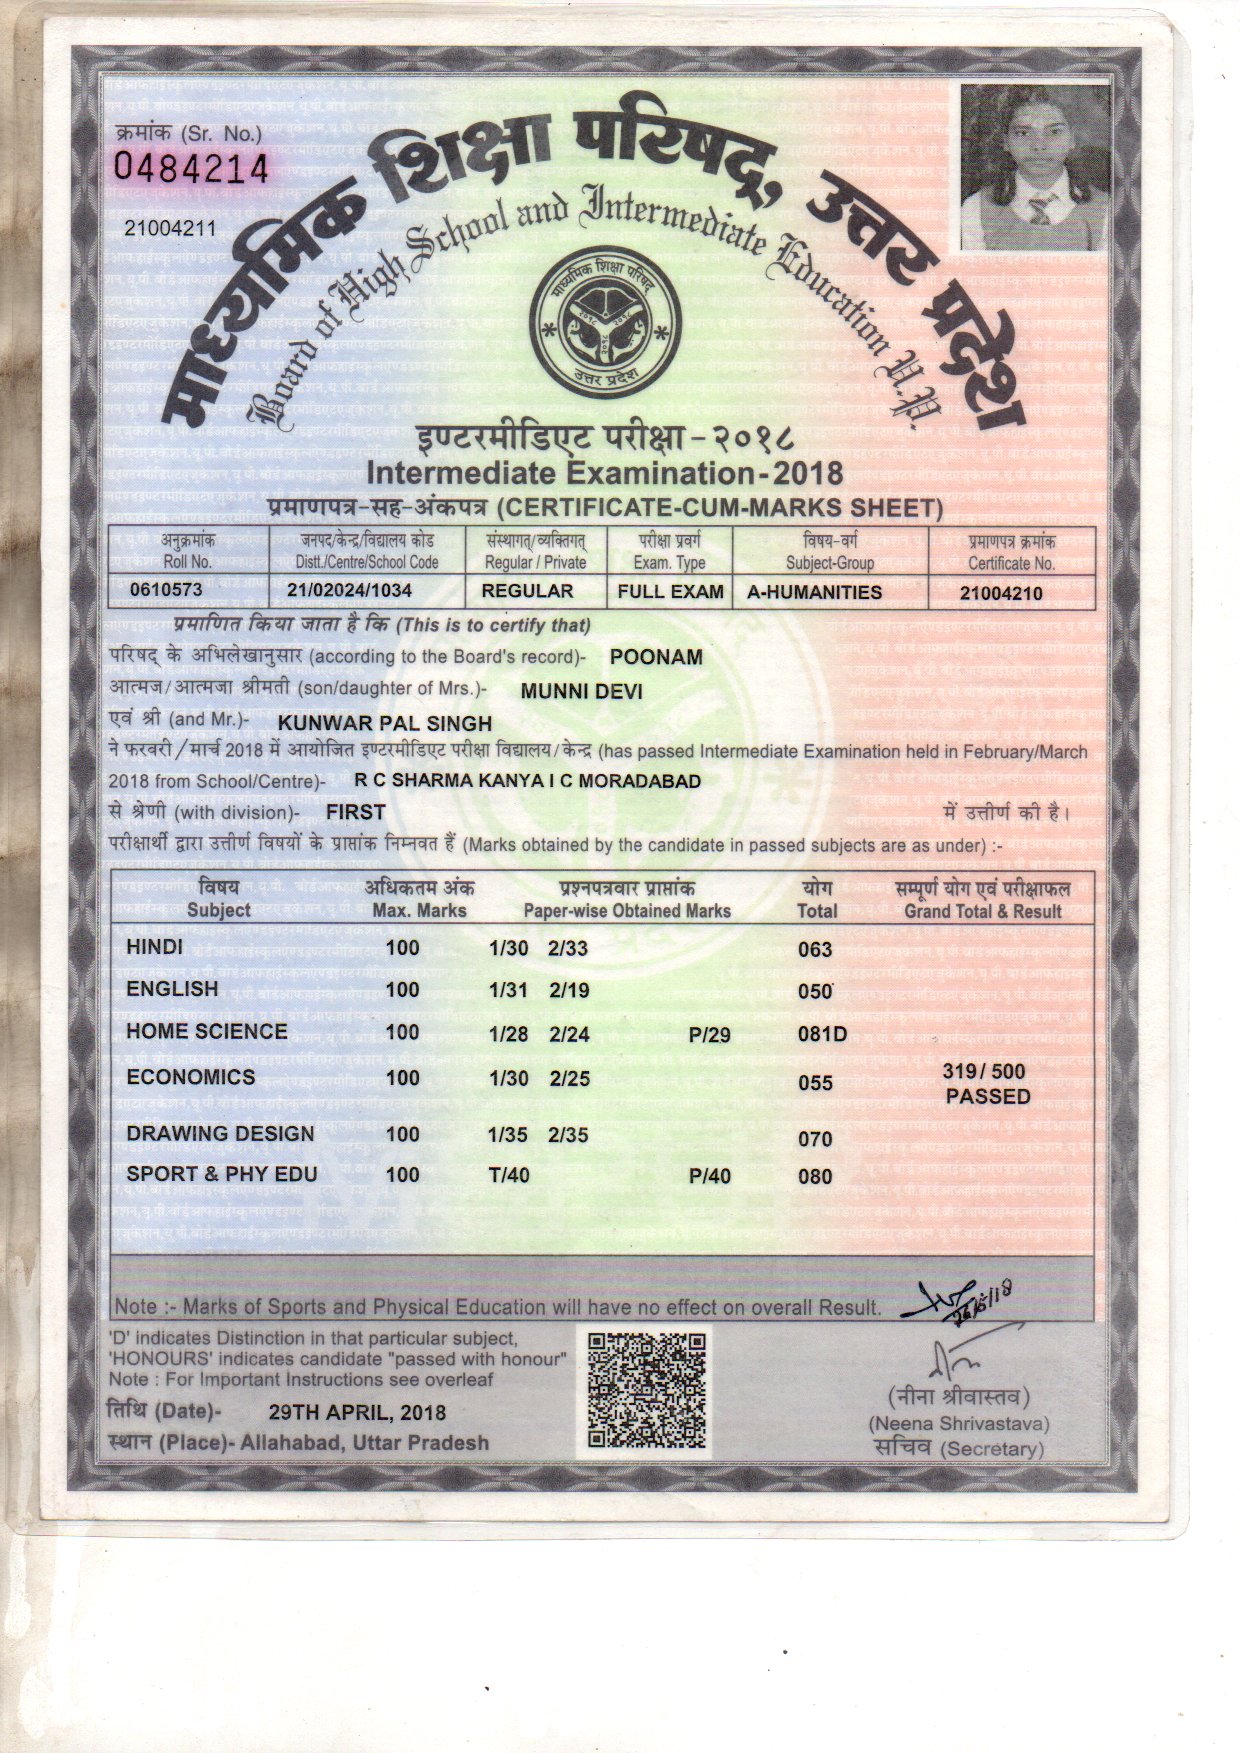 क्रमांक (Sr. No.)
0484214
21004211
माध्यमिक शिक्षा परिषद्, उत्तर प्रदेश
Board of High School and Intermediate Education U.P.
माध्यमिक शिक्षा परिषद्
२०१८ २०१८
२०१८
उत्तर प्रदेश
इण्टरमीडिएट परीक्षा - २०१८
Intermediate Examination - 2018
प्रमाणपत्र-सह-अंकपत्र (CERTIFICATE-CUM-MARKS SHEET)
अनुक्रमांक जनपद/केन्द्र/विद्यालय कोड संस्थागत/व्यक्तिगत् परीक्षा प्रवर्ग विषय-वर्ग प्रमाणपत्र क्रमांक
Roll No. Distt./Centre/School Code Regular / Private Exam. Type Subject-Group Certificate No.
0610573 21/02024/1034 REGULAR FULL EXAM A-HUMANITIES 21004210
प्रमाणित किया जाता है कि (This is to certify that)
परिषद् के अभिलेखानुसार (according to the Board's record)- POONAM
आत्मज/आत्मजा श्रीमती (son/daughter of Mrs.)- MUNNI DEVI
एवं श्री (and Mr.)- KUNWAR PAL SINGH
ने फरवरी/मार्च 2018 में आयोजित इण्टरमीडिएट परीक्षा विद्यालय/केन्द्र (has passed Intermediate Examination held in February/March
2018 from School/Centre)- R C SHARMA KANYA I C MORADABAD
से श्रेणी (with division)- FIRST में उत्तीर्ण की है।
परीक्षार्थी द्वारा उत्तीर्ण विषयों के प्राप्तांक निम्नवत हैं (Marks obtained by the candidate in passed subjects are as under) :-
विषय अधिकतम अंक प्रश्नपत्रवार प्राप्तांक योग सम्पूर्ण योग एवं परीक्षाफल
Subject Max. Marks Paper-wise Obtained Marks Total Grand Total & Result
HINDI 100 1/30 2/33 063
ENGLISH 100 1/31 2/19 050
HOME SCIENCE 100 1/28 2/24 P/29 081D
ECONOMICS 100 1/30 2/25 055 319/ 500
PASSED
DRAWING DESIGN 100 1/35 2/35 070
SPORT & PHY EDU 100 T/40 P/40 080
Note :- Marks of Sports and Physical Education will have no effect on overall Result.
26/5/18
'D' indicates Distinction in that particular subject,
'HONOURS' indicates candidate "passed with honour"
Note : For Important Instructions see overleaf
तिथि (Date)- 29TH APRIL, 2018
स्थान (Place)- Allahabad, Uttar Pradesh
(नीना श्रीवास्तव)
(Neena Shrivastava)
सचिव (Secretary)